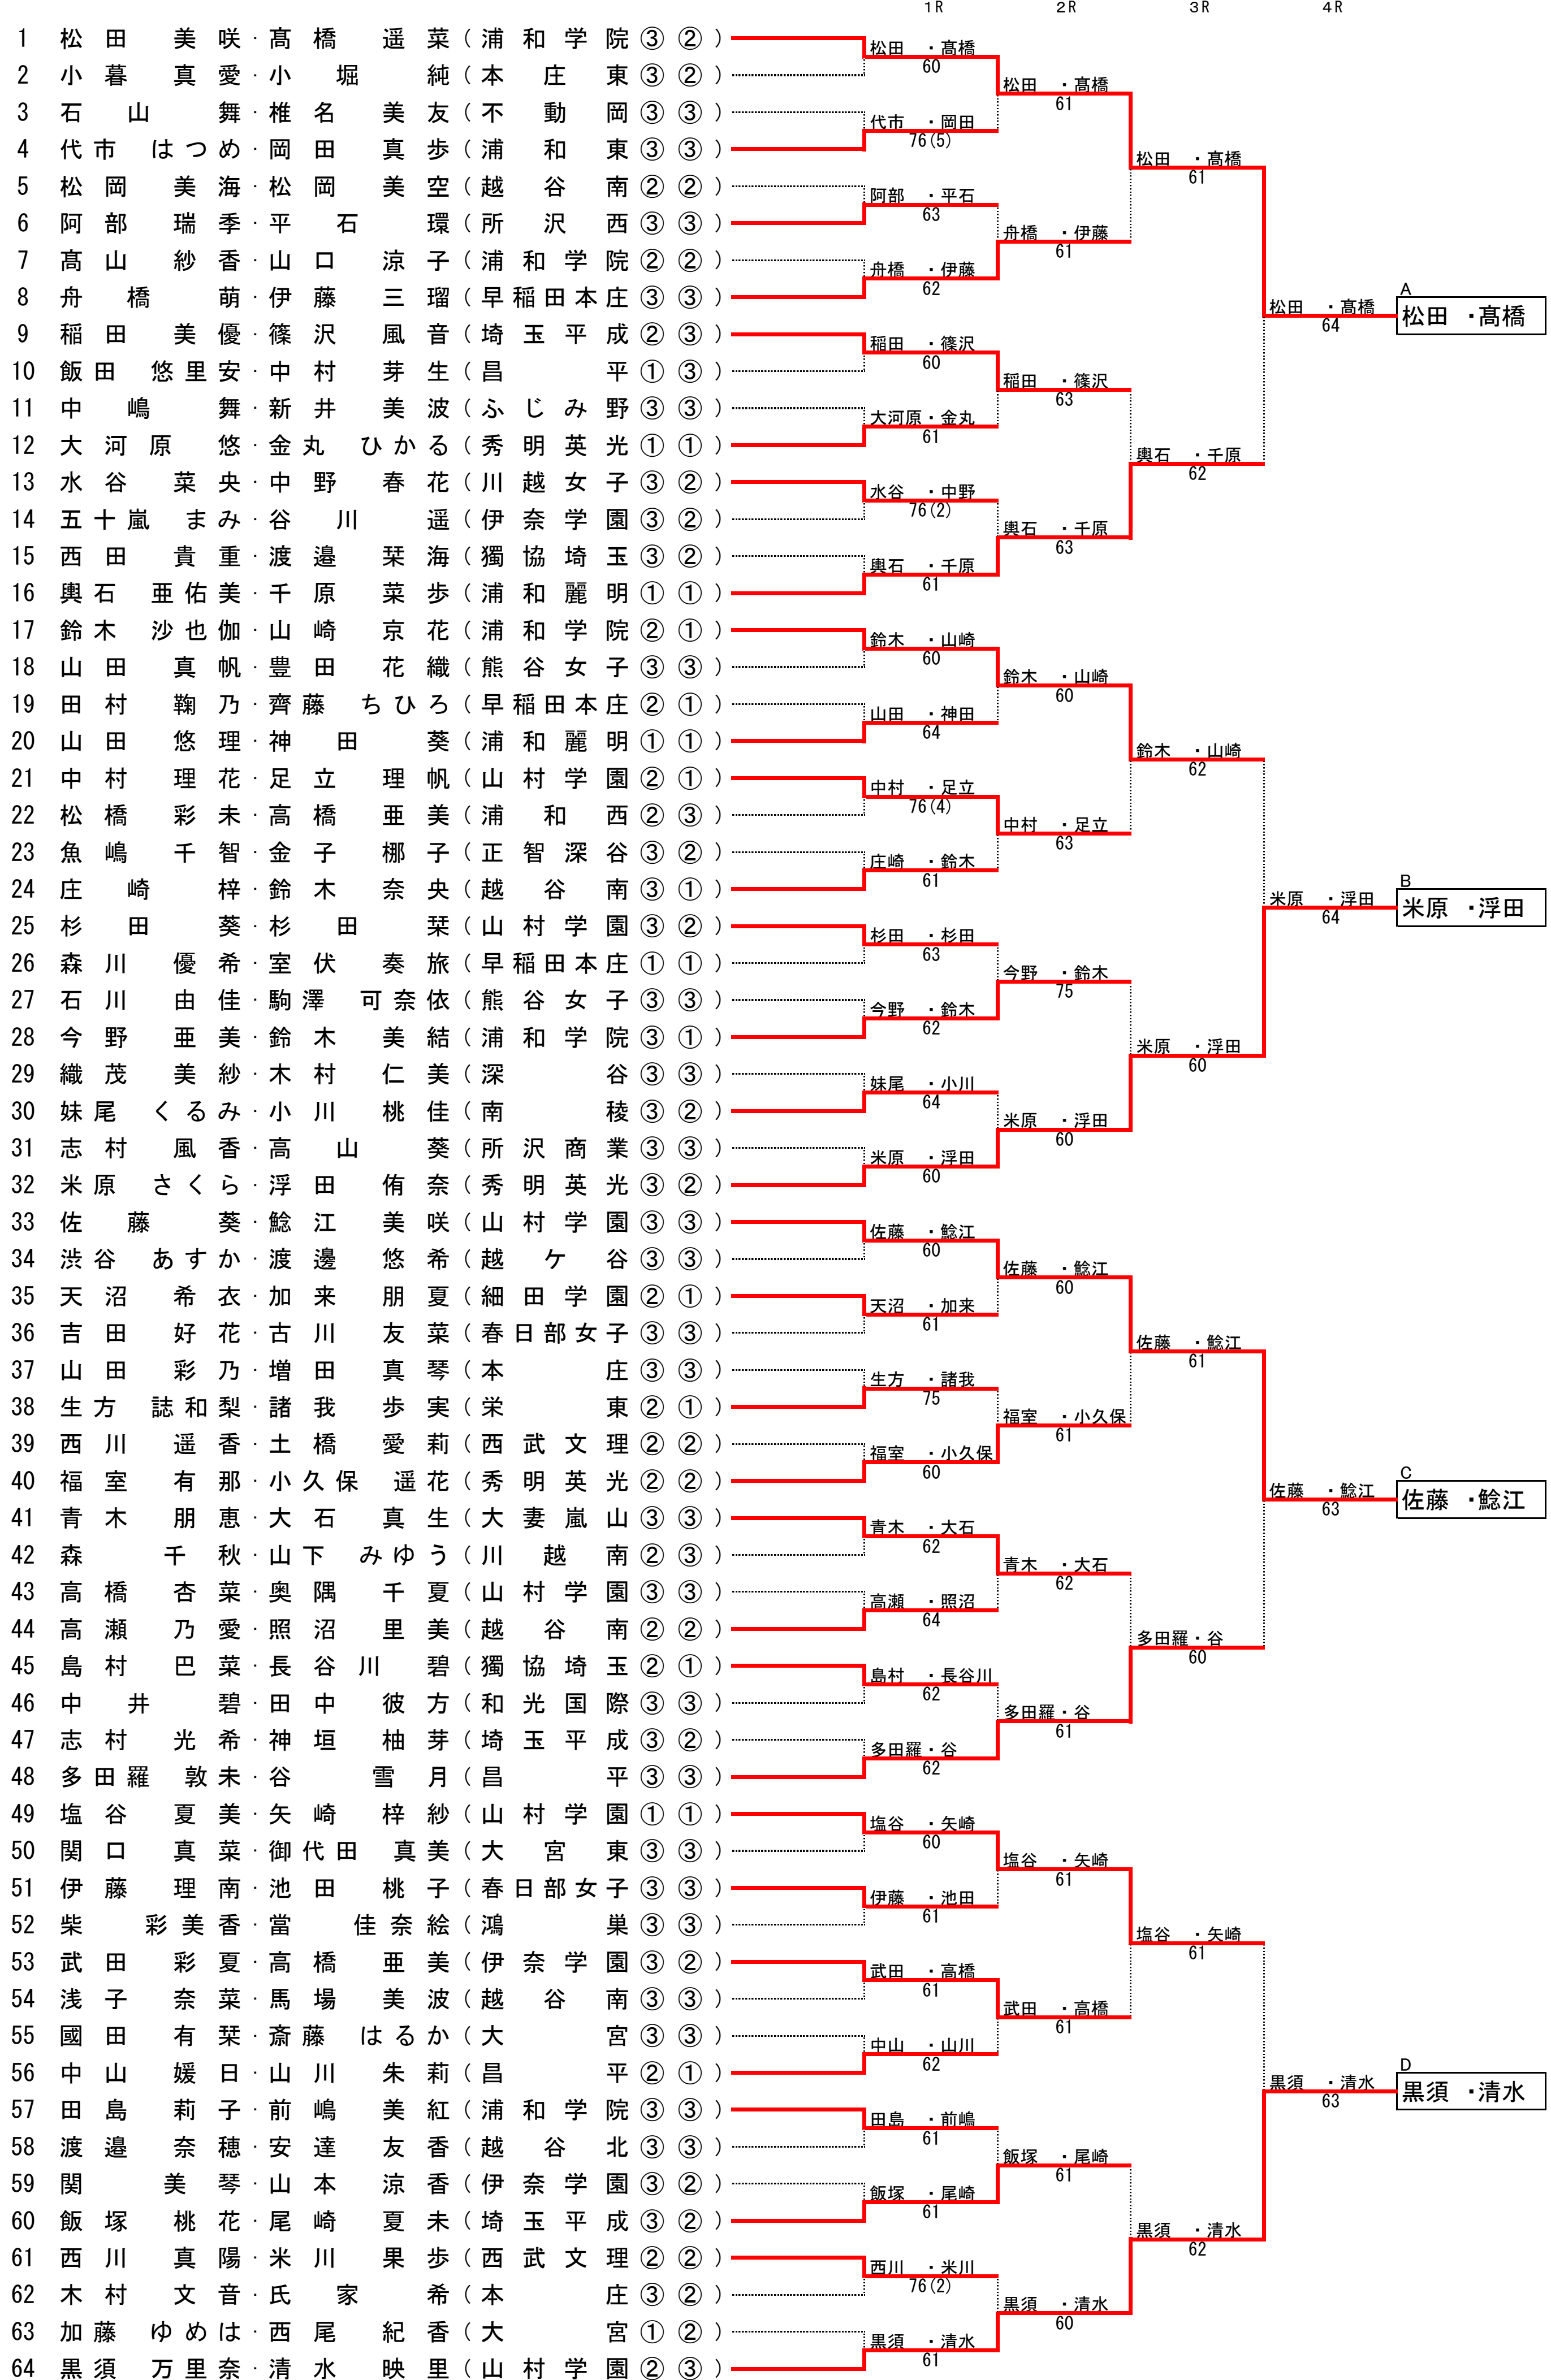 1R 2R 3R 4R
1 松田 美咲・髙橋 遥菜(浦和学院 ③ ②)
2 小暮 真愛・小堀 純(本庄東 ③ ②)
3 石山 舞・椎名 美友(不動岡 ③ ③)
4 代市 はつめ・岡田 真歩(浦和東 ③ ③)
5 松岡 美海・松岡 美空(越谷南 ② ②)
6 阿部 瑞季・平石 環(所沢西 ③ ③)
7 髙山 紗香・山口 涼子(浦和学院 ② ②)
8 舟橋 萌・伊藤 三瑠(早稲田本庄 ③ ③)
9 稲田 美優・篠沢 風音(埼玉平成 ② ③)
10 飯田 悠里安・中村 芽生(昌平 ① ③)
11 中嶋 舞・新井 美波(ふじみ野 ③ ③)
12 大河原 悠・金丸 ひかる(秀明英光 ① ①)
13 水谷 菜央・中野 春花(川越女子 ③ ②)
14 五十嵐 まみ・谷川 遥(伊奈学園 ③ ②)
15 西田 貴重・渡邉 栞海(獨協埼玉 ③ ②)
16 輿石 亜佑美・千原 菜歩(浦和麗明 ① ①)
17 鈴木 沙也伽・山崎 京花(浦和学院 ② ①)
18 山田 真帆・豊田 花織(熊谷女子 ③ ③)
19 田村 鞠乃・齊藤 ちひろ(早稲田本庄 ② ①)
20 山田 悠理・神田 葵(浦和麗明 ① ①)
21 中村 理花・足立 理帆(山村学園 ② ①)
22 松橋 彩未・高橋 亜美(浦和西 ② ③)
23 魚嶋 千智・金子 梛子(正智深谷 ③ ②)
24 庄崎 梓・鈴木 奈央(越谷南 ③ ①)
25 杉田 葵・杉田 栞(山村学園 ③ ②)
26 森川 優希・室伏 奏旅(早稲田本庄 ① ①)
27 石川 由佳・駒澤 可奈依(熊谷女子 ③ ③)
28 今野 亜美・鈴木 美結(浦和学院 ③ ①)
29 織茂 美紗・木村 仁美(深谷 ③ ③)
30 妹尾 くるみ・小川 桃佳(南稜 ③ ②)
31 志村 風香・高山 葵(所沢商業 ③ ③)
32 米原 さくら・浮田 侑奈(秀明英光 ③ ②)
33 佐藤 葵・鯰江 美咲(山村学園 ③ ③)
34 渋谷 あすか・渡邊 悠希(越ケ谷 ③ ③)
35 天沼 希衣・加来 朋夏(細田学園 ② ①)
36 吉田 好花・古川 友菜(春日部女子 ③ ③)
37 山田 彩乃・増田 真琴(本庄 ③ ③)
38 生方 誌和梨・諸我 歩実(栄東 ② ①)
39 西川 遥香・土橋 愛莉(西武文理 ② ②)
40 福室 有那・小久保 遥花(秀明英光 ② ②)
41 青木 朋恵・大石 真生(大妻嵐山 ③ ③)
42 森 千秋・山下 みゆう(川越南 ② ③)
43 高橋 杏菜・奥隅 千夏(山村学園 ③ ③)
44 高瀬 乃愛・照沼 里美(越谷南 ② ②)
45 島村 巴菜・長谷川 碧(獨協埼玉 ② ①)
46 中井 碧・田中 彼方(和光国際 ③ ③)
47 志村 光希・神垣 柚芽(埼玉平成 ③ ②)
48 多田羅 敦未・谷 雪月(昌平 ③ ③)
49 塩谷 夏美・矢崎 梓紗(山村学園 ① ①)
50 関口 真菜・御代田 真美(大宮東 ③ ③)
51 伊藤 理南・池田 桃子(春日部女子 ③ ③)
52 柴 彩美香・當 佳奈絵(鴻巣 ③ ③)
53 武田 彩夏・高橋 亜美(伊奈学園 ③ ②)
54 浅子 奈菜・馬場 美波(越谷南 ③ ③)
55 國田 有栞・斎藤 はるか(大宮 ③ ③)
56 中山 媛日・山川 朱莉(昌平 ② ①)
57 田島 莉子・前嶋 美紅(浦和学院 ③ ③)
58 渡邉 奈穂・安達 友香(越谷北 ③ ③)
59 関 美琴・山本 涼香(伊奈学園 ③ ②)
60 飯塚 桃花・尾崎 夏未(埼玉平成 ③ ②)
61 西川 真陽・米川 果歩(西武文理 ② ②)
62 木村 文音・氏家 希(本庄 ③ ②)
63 加藤 ゆめは・西尾 紀香(大宮 ① ②)
64 黒須 万里奈・清水 映里(山村学園 ② ③)
松田 ・髙橋
60
代市 ・岡田
76(5)
阿部 ・平石
63
舟橋 ・伊藤
62
稲田 ・篠沢
60
大河原・金丸
61
水谷 ・中野
76(2)
輿石 ・千原
61
鈴木 ・山崎
60
山田 ・神田
64
中村 ・足立
76(4)
庄崎 ・鈴木
61
杉田 ・杉田
63
今野 ・鈴木
62
妹尾 ・小川
64
米原 ・浮田
60
佐藤 ・鯰江
60
天沼 ・加来
61
生方 ・諸我
75
福室 ・小久保
60
青木 ・大石
62
高瀬 ・照沼
64
島村 ・長谷川
62
多田羅・谷
62
塩谷 ・矢崎
60
伊藤 ・池田
61
武田 ・高橋
61
中山 ・山川
62
田島 ・前嶋
61
飯塚 ・尾崎
61
西川 ・米川
76(2)
黒須 ・清水
61
松田 ・髙橋
61
舟橋 ・伊藤
61
稲田 ・篠沢
63
輿石 ・千原
63
鈴木 ・山崎
60
中村 ・足立
63
今野 ・鈴木
75
米原 ・浮田
60
佐藤 ・鯰江
60
福室 ・小久保
61
青木 ・大石
62
多田羅・谷
61
塩谷 ・矢崎
61
武田 ・高橋
61
飯塚 ・尾崎
61
黒須 ・清水
60
松田 ・髙橋
61
輿石 ・千原
62
鈴木 ・山崎
62
米原 ・浮田
60
佐藤 ・鯰江
61
多田羅・谷
60
塩谷 ・矢崎
61
黒須 ・清水
62
松田 ・髙橋
64
米原 ・浮田
64
佐藤 ・鯰江
63
黒須 ・清水
63
A
松田 ・髙橋
B
米原 ・浮田
C
佐藤 ・鯰江
D
黒須 ・清水